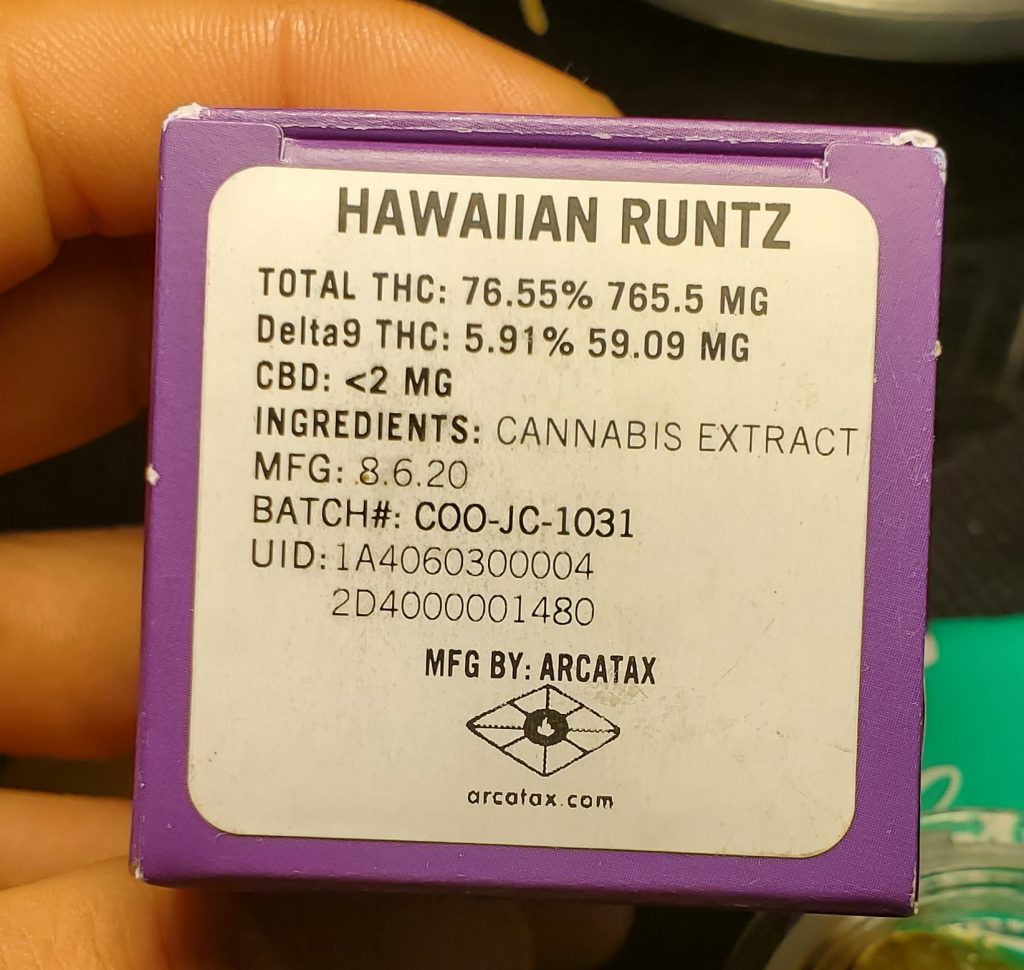 HAWAIIAN RUNTZ
TOTAL THC: 76.55% 765.5 MG
Delta9 THC: 5.91% 59.09 MG
CBD: <2 MG
INGREDIENTS: CANNABIS EXTRACT
MFG: 8.6.20
BATCH#: COO-JC-1031
UID: 1A4060300004
2D4000001480
MFG BY: ARCATAX
arcatax.com